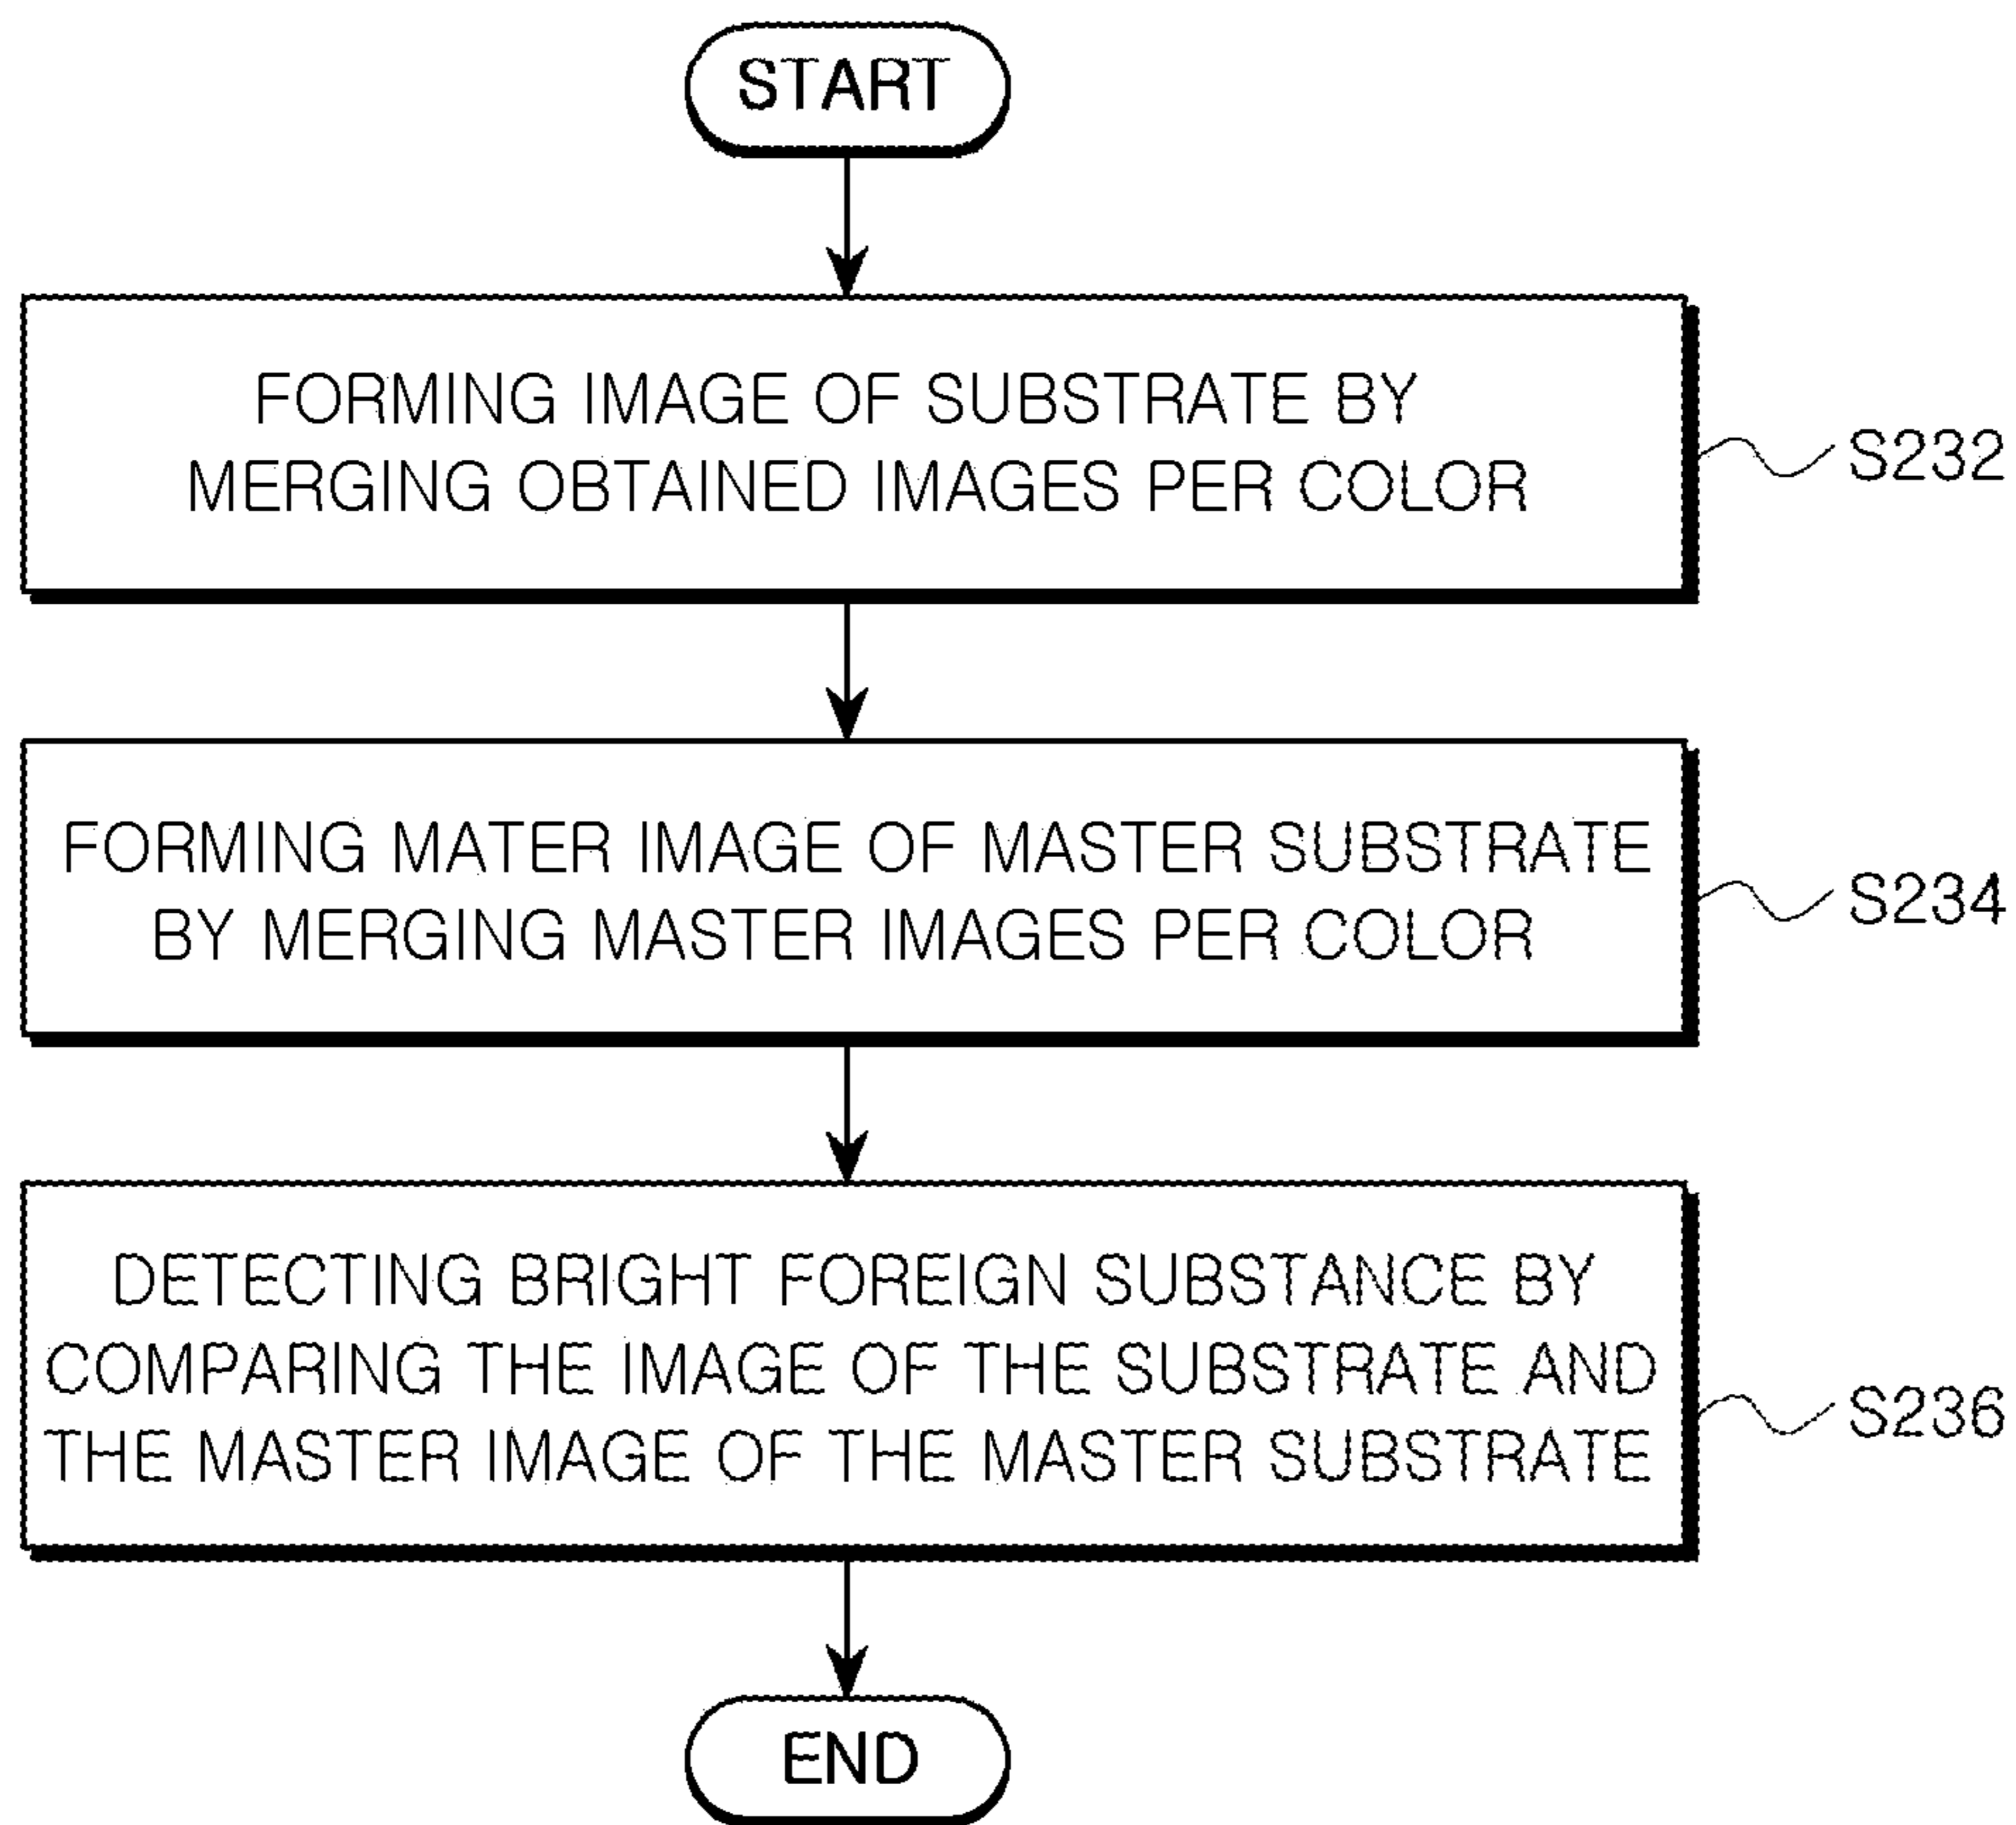 START
FORMING IMAGE OF SUBSTRATE BY
MERGING OBTAINED IMAGES PER COLOR
S232
FORMING MATER IMAGE OF MASTER SUBSTRATE
BY MERGING MASTER IMAGES PER COLOR
S234
DETECTING BRIGHT FOREIGN SUBSTANCE BY
COMPARING THE IMAGE OF THE SUBSTRATE AND
THE MASTER IMAGE OF THE MASTER SUBSTRATE
S236
END